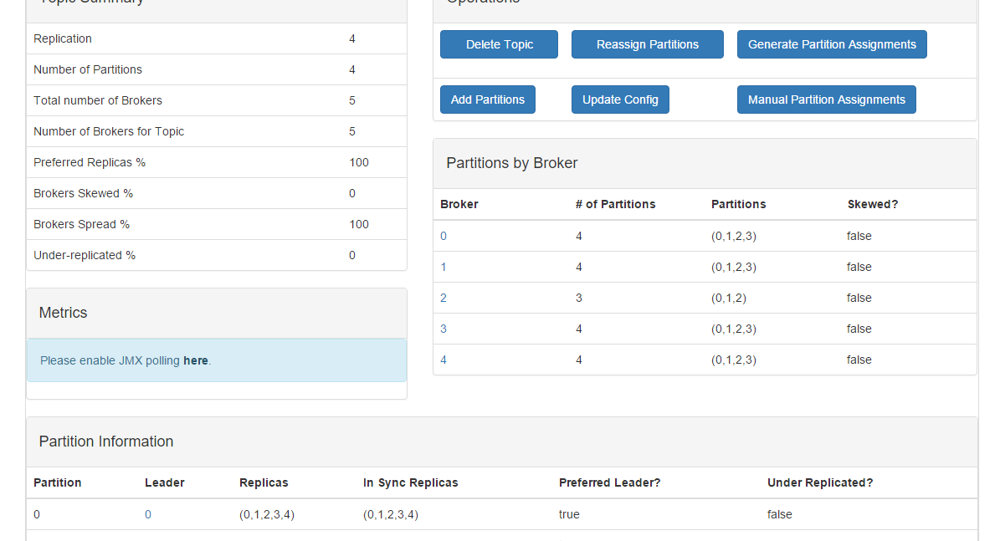 Topic Summary
Replication 4
Number of Partitions 4
Total number of Brokers 5
Number of Brokers for Topic 5
Preferred Replicas % 100
Brokers Skewed % 0
Brokers Spread % 100
Under-replicated % 0
Metrics
Please enable JMX polling here.
Operations
Delete Topic Reassign Partitions Generate Partition Assignments
Add Partitions Update Config Manual Partition Assignments
Partitions by Broker
Broker # of Partitions Partitions Skewed?
0 4 (0,1,2,3) false
1 4 (0,1,2,3) false
2 3 (0,1,2) false
3 4 (0,1,2,3) false
4 4 (0,1,2,3) false
Partition Information
Partition Leader Replicas In Sync Replicas Preferred Leader? Under Replicated?
0 0 (0,1,2,3,4) (0,1,2,3,4) true false